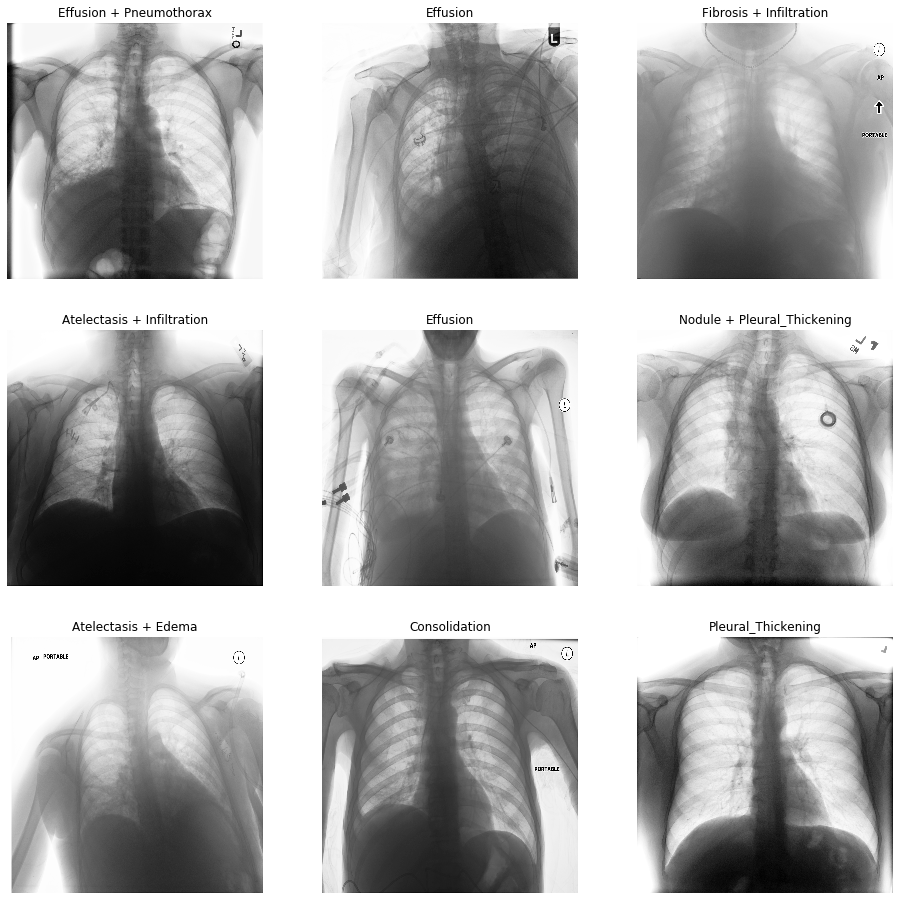 Effusion + Pneumothorax
Effusion
Fibrosis + Infiltration
L
AP
PORTABLE
Atelectasis + Infiltration
Effusion
Nodule + Pleural_Thickening
Atelectasis + Edema
Consolidation
Pleural_Thickening
AP PORTABLE
AP
PORTABLE